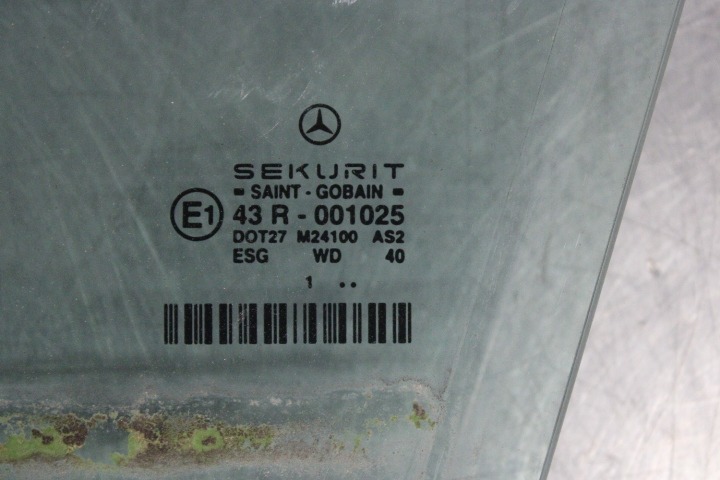 SEKURIT
SAINT - GOBAIN
E1 43 R - 001025
DOT27 M24100 AS2
ESG WD 40
1 ..